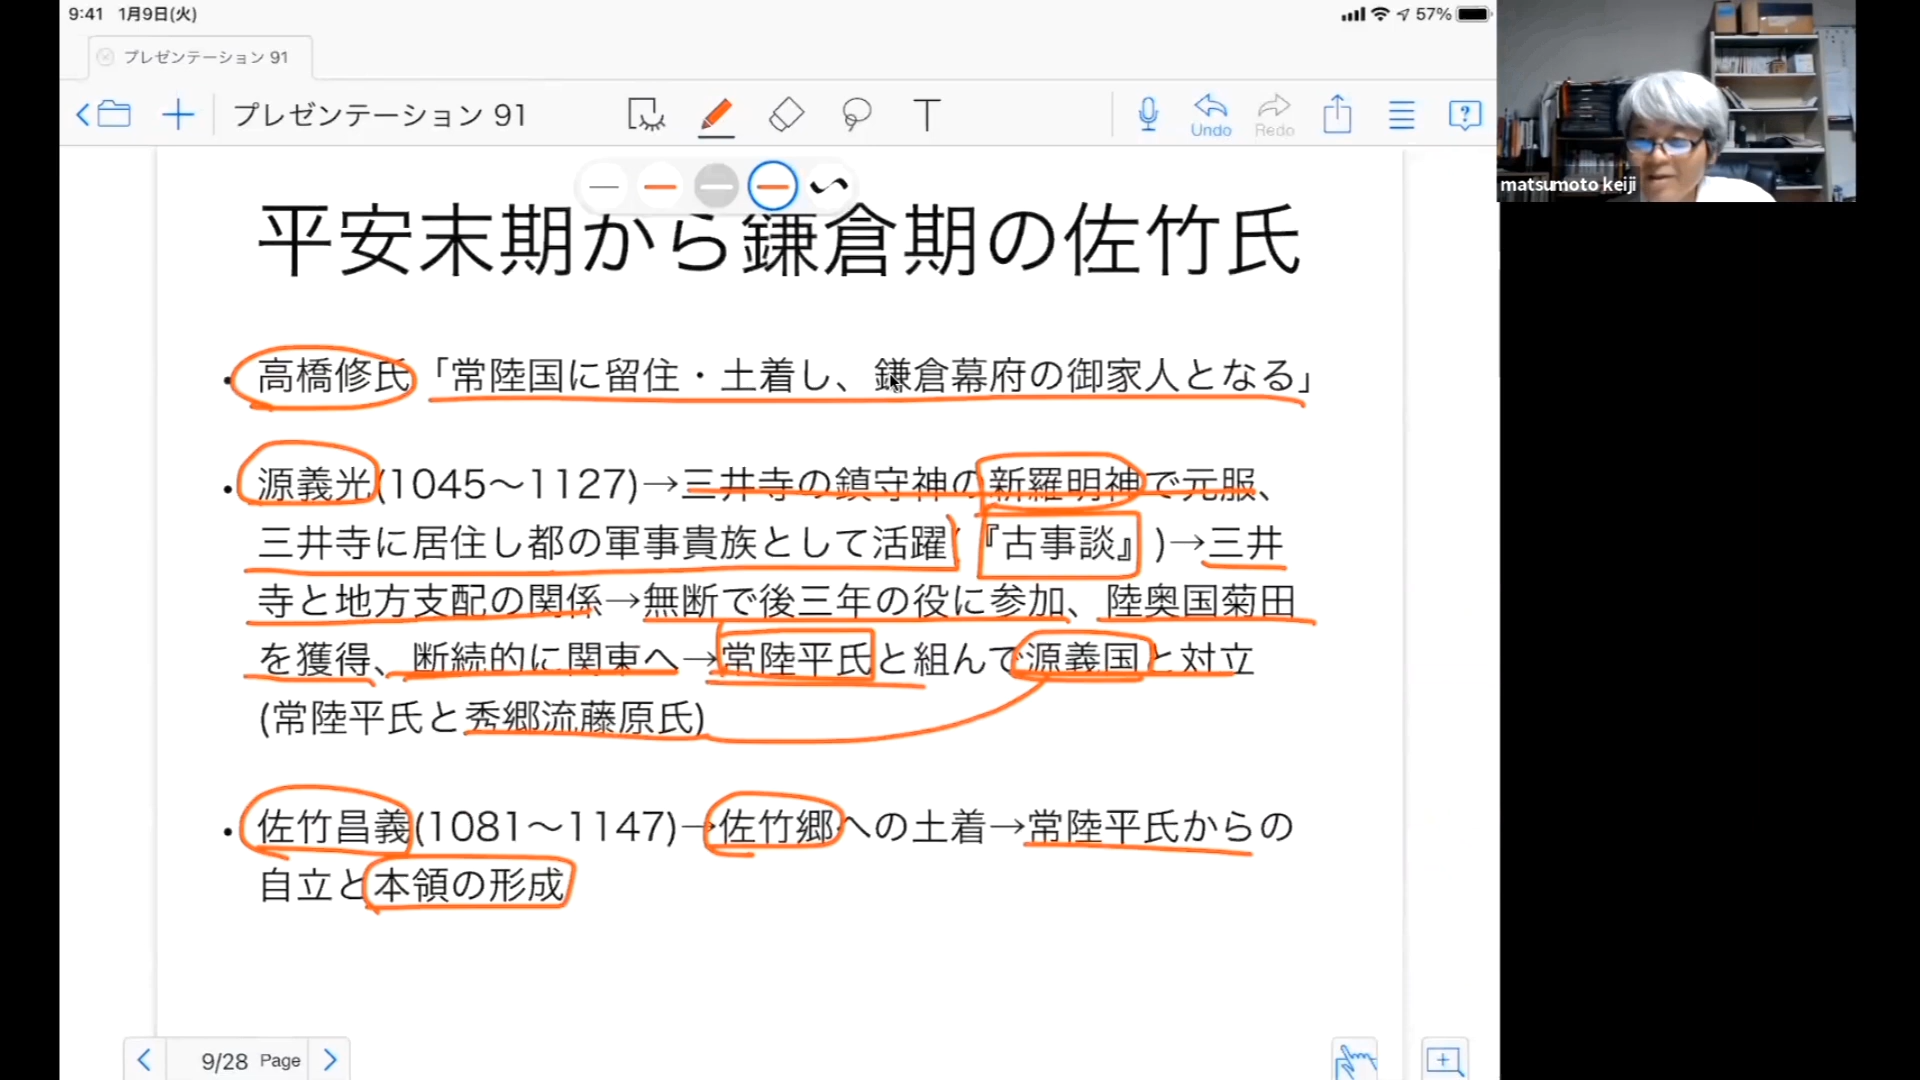 9:41 1月9日(火)
57%
プレゼンテーション 91
プレゼンテーション 91
Undo
Redo
matsumoto keiji
平安末期から鎌倉期の佐竹氏
• 高橋修氏「常陸国に留住・土着し、鎌倉幕府の御家人となる」
• 源義光(1045〜1127)→三井寺の鎮守神の新羅明神で元服、
三井寺に居住し都の軍事貴族として活躍(『古事談』)→三井
寺と地方支配の関係→無断で後三年の役に参加、陸奥国菊田
を獲得、断続的に関東へ→常陸平氏と組んで源義国と対立
(常陸平氏と秀郷流藤原氏)
• 佐竹昌義(1081〜1147)→佐竹郷への土着→常陸平氏からの
自立と本領の形成
9/28 Page